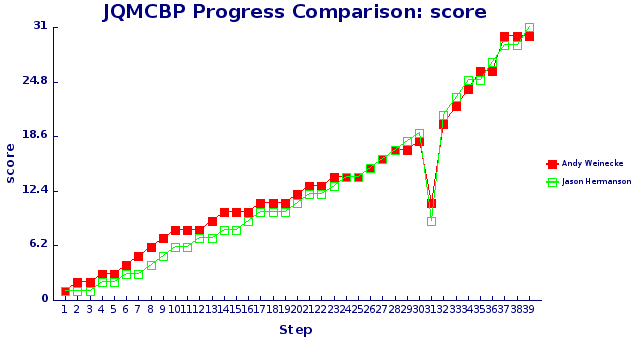 JQMCBP Progress Comparison: score
31
24.8
18.6
12.4
6.2
0
score
1 2 3 4 5 6 7 8 9 10 11 12 13 14 15 16 17 18 19 20 21 22 23 24 25 26 27 28 29 30 31 32 33 34 35 36 37 38 39
Step
Andy Weinecke
Jason Hermanson